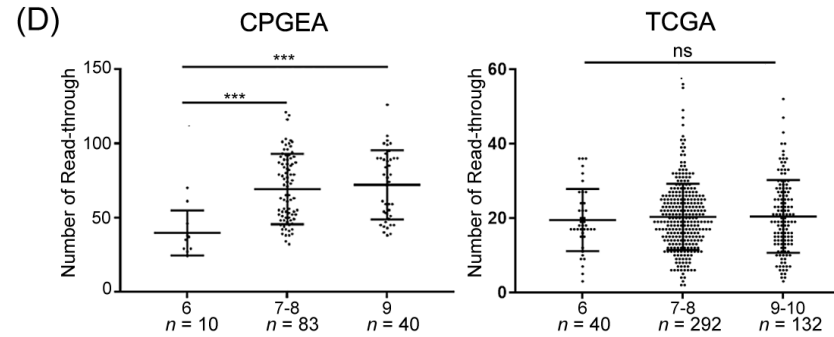 (D)
CPGEA
Number of Read-through
150
100
50
0
***
***
6
7-8
9
n = 10
n = 83
n = 40
TCGA
Number of Read-through
60
40
20
0
ns
6
7-8
9-10
n = 40
n = 292
n = 132